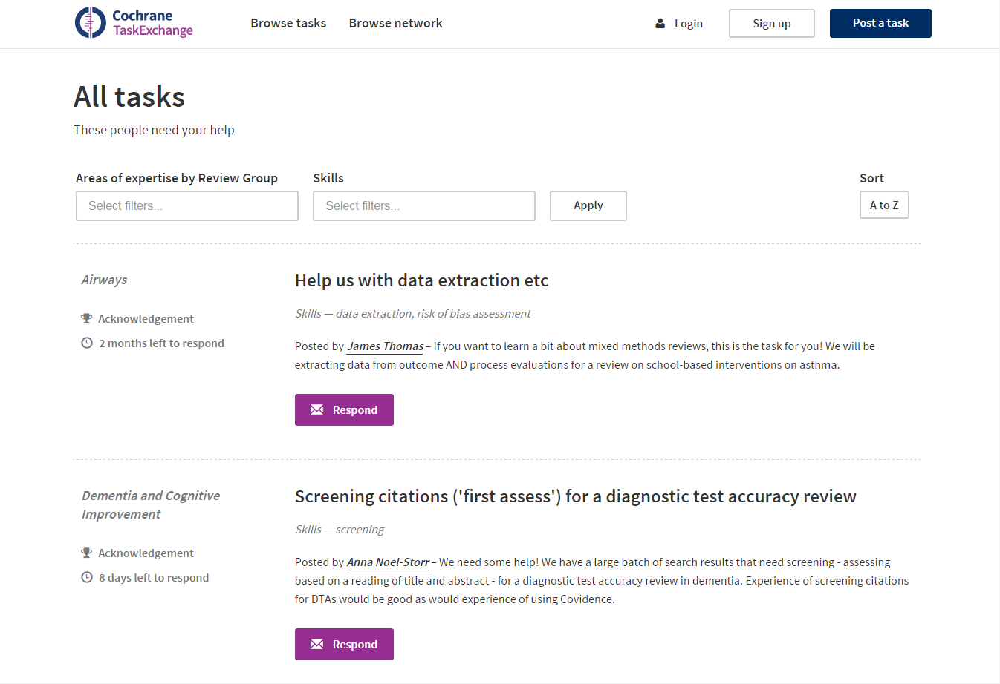 Cochrane
TaskExchange
Browse tasks
Browse network
Login
Sign up
Post a task
All tasks
These people need your help
Areas of expertise by Review Group
Skills
Sort
Select filters...
Select filters...
Apply
A to Z
Airways
Acknowledgement
2 months left to respond
Help us with data extraction etc
Skills — data extraction, risk of bias assessment
Posted by James Thomas – If you want to learn a bit about mixed methods reviews, this is the task for you! We will be
extracting data from outcome AND process evaluations for a review on school-based interventions on asthma.
Respond
Dementia and Cognitive
Improvement
Acknowledgement
8 days left to respond
Screening citations ('first assess') for a diagnostic test accuracy review
Skills — screening
Posted by Anna Noel-Storr – We need some help! We have a large batch of search results that need screening - assessing
based on a reading of title and abstract - for a diagnostic test accuracy review in dementia. Experience of screening citations
for DTAs would be good as would experience of using Covidence.
Respond